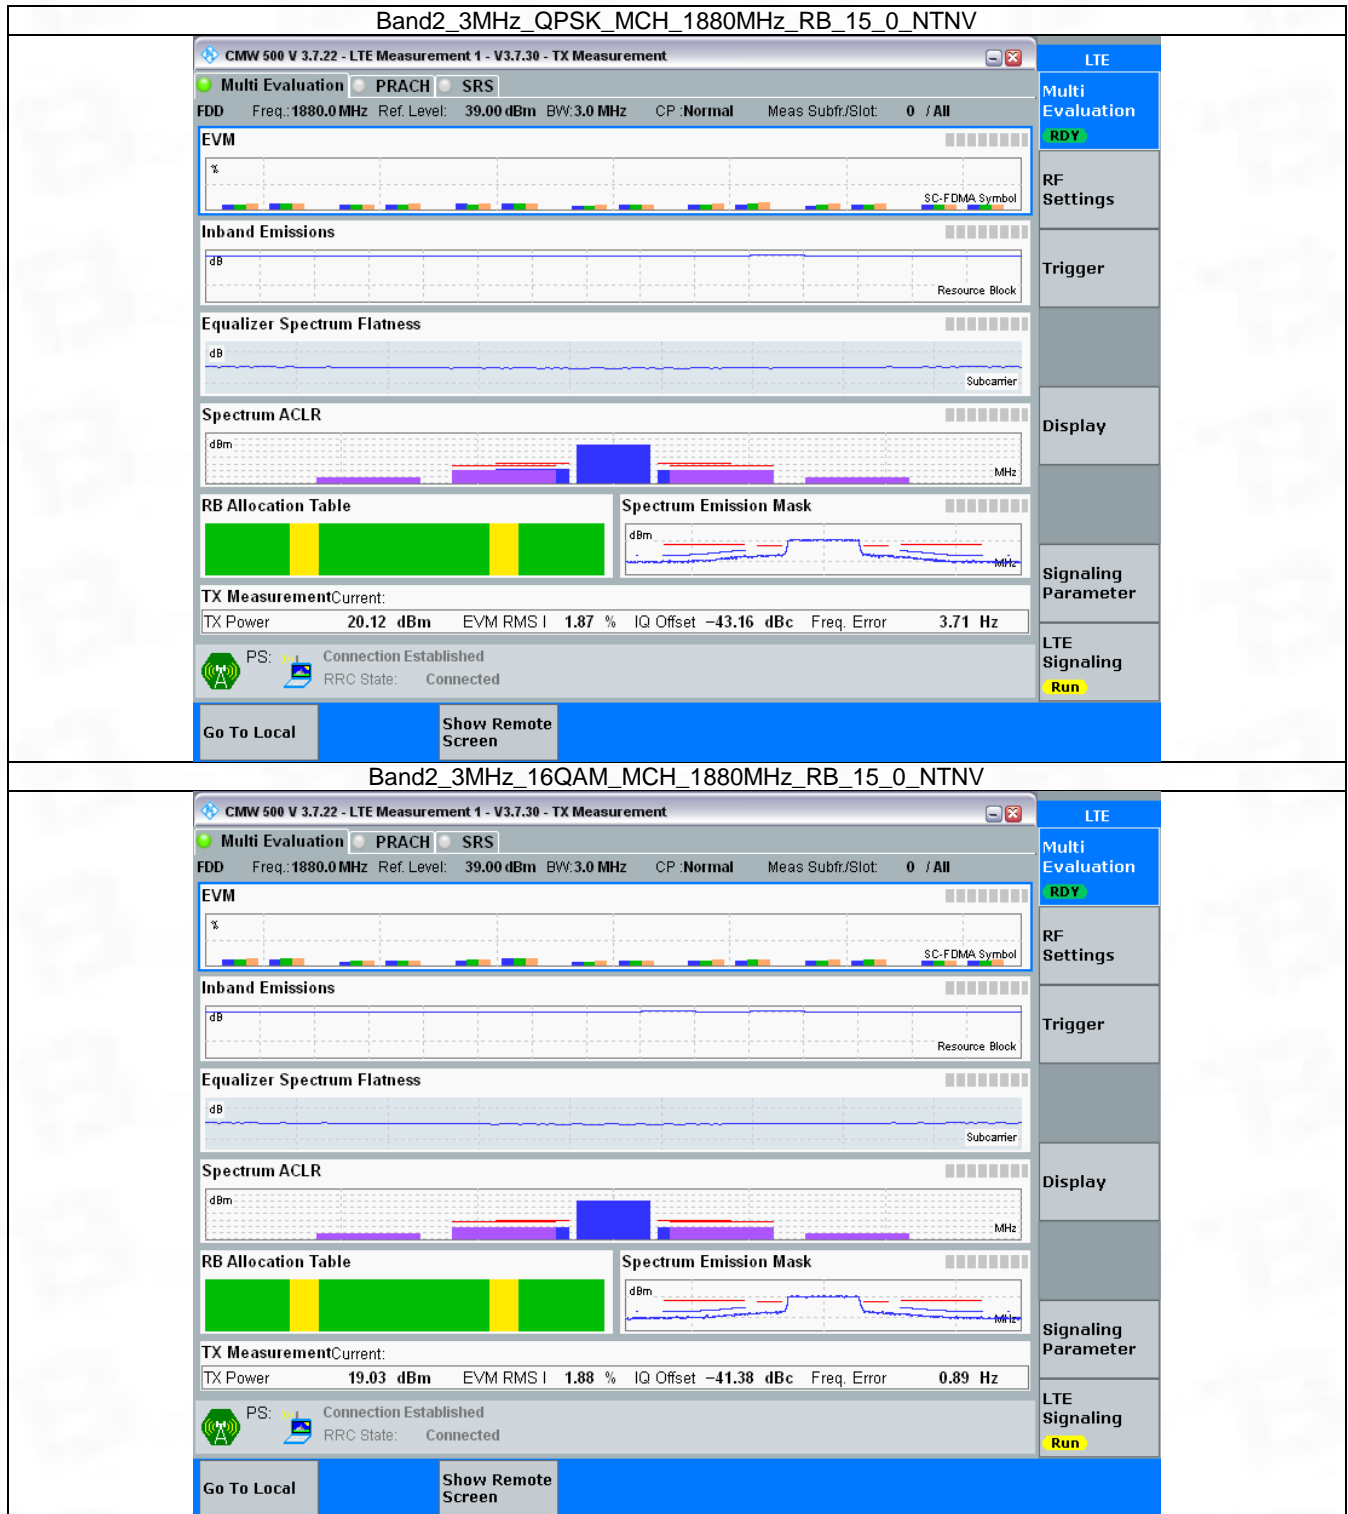 Band2_3MHz_QPSK_MCH_1880MHz_RB_15_0_NTNV
CMW 500 V 3.7.22 - LTE Measurement 1 - V3.7.30 - TX Measurement
LTE
Multi Evaluation PRACH SRS
Multi
Evaluation
RDY
FDD Freq.: 1880.0 MHz Ref. Level: 39.00 dBm BW: 3.0 MHz CP : Normal Meas Subfr./Slot: 0 / All
EVM
%
SC-FDMA Symbol
RF
Settings
Inband Emissions
dB
Resource Block
Trigger
Equalizer Spectrum Flatness
dB
Subcarrier
Spectrum ACLR
dBm
MHz
Display
RB Allocation Table
Spectrum Emission Mask
dBm
MHz
Signaling
Parameter
TX Measurement Current:
TX Power 20.12 dBm EVM RMS l 1.87 % IQ Offset −43.16 dBc Freq. Error 3.71 Hz
PS: Connection Established
RRC State: Connected
LTE
Signaling
Run
Go To Local
Show Remote
Screen
Band2_3MHz_16QAM_MCH_1880MHz_RB_15_0_NTNV
CMW 500 V 3.7.22 - LTE Measurement 1 - V3.7.30 - TX Measurement
LTE
Multi Evaluation PRACH SRS
Multi
Evaluation
RDY
FDD Freq.: 1880.0 MHz Ref. Level: 39.00 dBm BW: 3.0 MHz CP : Normal Meas Subfr./Slot: 0 / All
EVM
%
SC-FDMA Symbol
RF
Settings
Inband Emissions
dB
Resource Block
Trigger
Equalizer Spectrum Flatness
dB
Subcarrier
Spectrum ACLR
dBm
MHz
Display
RB Allocation Table
Spectrum Emission Mask
dBm
MHz
Signaling
Parameter
TX Measurement Current:
TX Power 19.03 dBm EVM RMS l 1.88 % IQ Offset −41.38 dBc Freq. Error 0.89 Hz
PS: Connection Established
RRC State: Connected
LTE
Signaling
Run
Go To Local
Show Remote
Screen